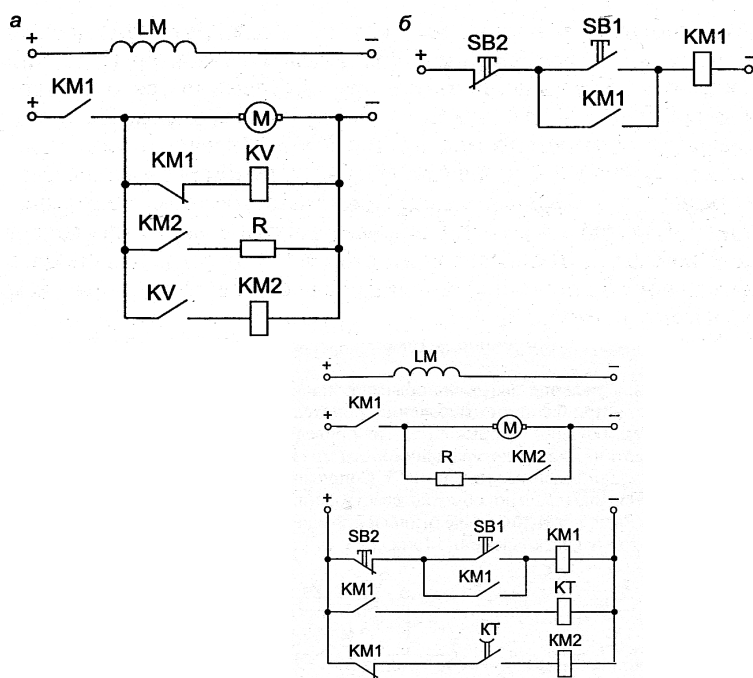 а
LM
+
–
+
KM1
–
M
KM1
KV
KM2
R
KV
KM2
б
+
SB2
SB1
KM1
–
KM1
LM
+
–
+
KM1
–
M
R
KM2
+
–
SB2
SB1
KM1
KM1
KM1
KT
KM1
KT
KM2